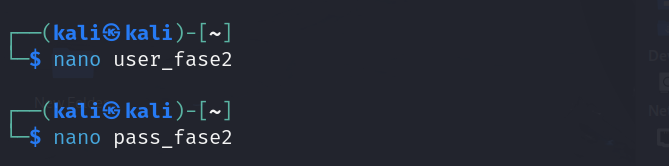 ┌──(kali㉿kali)-[~]
└─$ nano user_fase2
┌──(kali㉿kali)-[~]
└─$ nano pass_fase2